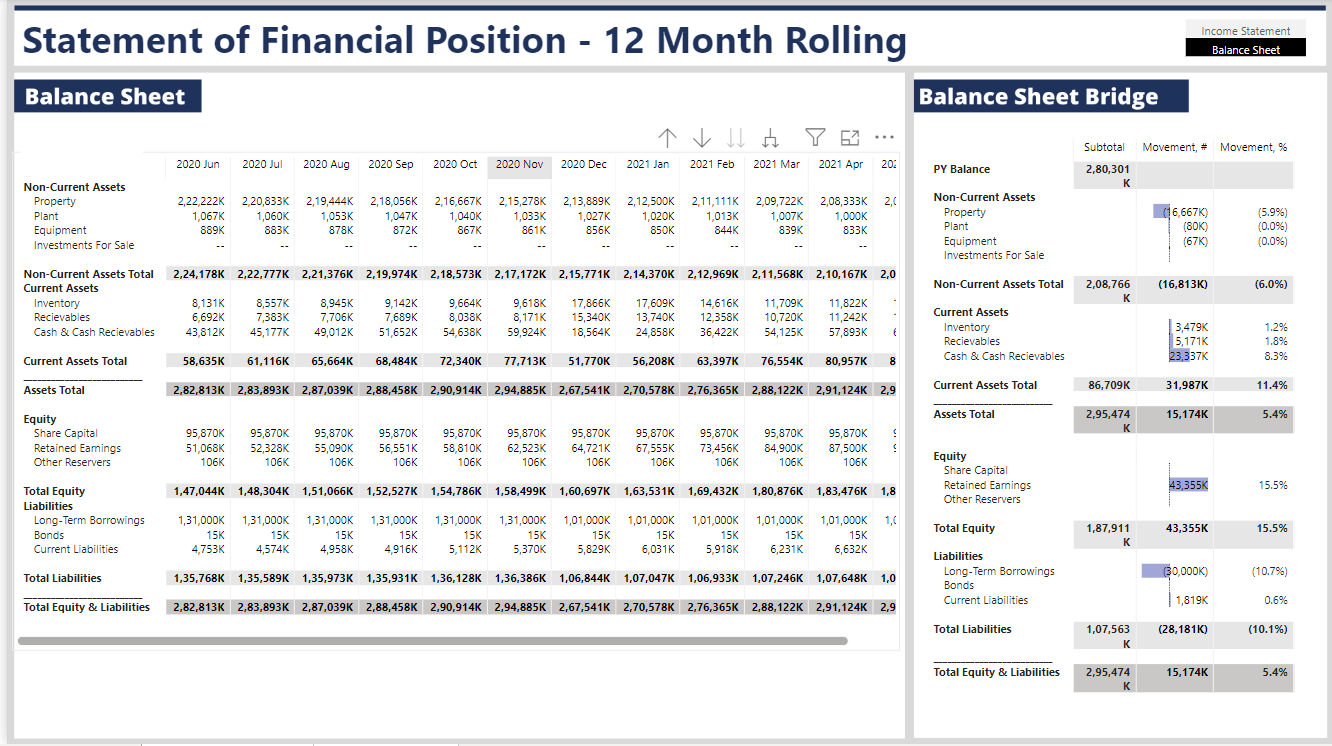 Statement of Financial Position - 12 Month Rolling
Income Statement
Balance Sheet
Balance Sheet
2020 Jun 2020 Jul 2020 Aug 2020 Sep 2020 Oct 2020 Nov 2020 Dec 2021 Jan 2021 Feb 2021 Mar 2021 Apr 202
Non-Current Assets
Property 2,22,222K 2,20,833K 2,19,444K 2,18,056K 2,16,667K 2,15,278K 2,13,889K 2,12,500K 2,11,111K 2,09,722K 2,08,333K 2,0
Plant 1,067K 1,060K 1,053K 1,047K 1,040K 1,033K 1,027K 1,020K 1,013K 1,007K 1,000K
Equipment 889K 883K 878K 872K 867K 861K 856K 850K 844K 839K 833K
Investments For Sale -- -- -- -- -- -- -- -- -- -- --
Non-Current Assets Total 2,24,178K 2,22,777K 2,21,376K 2,19,974K 2,18,573K 2,17,172K 2,15,771K 2,14,370K 2,12,969K 2,11,568K 2,10,167K 2,0
Current Assets
Inventory 8,131K 8,557K 8,945K 9,142K 9,664K 9,618K 17,866K 17,609K 14,616K 11,709K 11,822K
Recievables 6,692K 7,383K 7,706K 7,689K 8,038K 8,171K 15,340K 13,740K 12,358K 10,720K 11,242K
Cash & Cash Recievables 43,812K 45,177K 49,012K 51,652K 54,638K 59,924K 18,564K 24,858K 36,422K 54,125K 57,893K
Current Assets Total 58,635K 61,116K 65,664K 68,484K 72,340K 77,713K 51,770K 56,208K 63,397K 76,554K 80,957K 8
Assets Total 2,82,813K 2,83,893K 2,87,039K 2,88,458K 2,90,914K 2,94,885K 2,67,541K 2,70,578K 2,76,365K 2,88,122K 2,91,124K 2,9
Equity
Share Capital 95,870K 95,870K 95,870K 95,870K 95,870K 95,870K 95,870K 95,870K 95,870K 95,870K 95,870K
Retained Earnings 51,068K 52,328K 55,090K 56,551K 58,810K 62,523K 64,721K 67,555K 73,456K 84,900K 87,500K
Other Reservers 106K 106K 106K 106K 106K 106K 106K 106K 106K 106K 106K
Total Equity 1,47,044K 1,48,304K 1,51,066K 1,52,527K 1,54,786K 1,58,499K 1,60,697K 1,63,531K 1,69,432K 1,80,876K 1,83,476K 1,8
Liabilities
Long-Term Borrowings 1,31,000K 1,31,000K 1,31,000K 1,31,000K 1,31,000K 1,31,000K 1,01,000K 1,01,000K 1,01,000K 1,01,000K 1,01,000K 1,0
Bonds 15K 15K 15K 15K 15K 15K 15K 15K 15K 15K 15K
Current Liabilities 4,753K 4,574K 4,958K 4,916K 5,112K 5,370K 5,829K 6,031K 5,918K 6,231K 6,632K
Total Liabilities 1,35,768K 1,35,589K 1,35,973K 1,35,931K 1,36,128K 1,36,386K 1,06,844K 1,07,047K 1,06,933K 1,07,246K 1,07,648K 1,0
Total Equity & Liabilities 2,82,813K 2,83,893K 2,87,039K 2,88,458K 2,90,914K 2,94,885K 2,67,541K 2,70,578K 2,76,365K 2,88,122K 2,91,124K 2,9
Balance Sheet Bridge
Subtotal Movement, # Movement, %
PY Balance 2,80,301
K
Non-Current Assets
Property (16,667K) (5.9%)
Plant (80K) (0.0%)
Equipment (67K) (0.0%)
Investments For Sale
Non-Current Assets Total 2,08,766 (16,813K) (6.0%)
K
Current Assets
Inventory 3,479K 1.2%
Recievables 5,171K 1.8%
Cash & Cash Recievables 23,337K 8.3%
Current Assets Total 86,709K 31,987K 11.4%
Assets Total 2,95,474 15,174K 5.4%
K
Equity
Share Capital
Retained Earnings 43,355K 15.5%
Other Reservers
Total Equity 1,87,911 43,355K 15.5%
K
Liabilities
Long-Term Borrowings (30,000K) (10.7%)
Bonds
Current Liabilities 1,819K 0.6%
Total Liabilities 1,07,563 (28,181K) (10.1%)
K
Total Equity & Liabilities 2,95,474 15,174K 5.4%
K